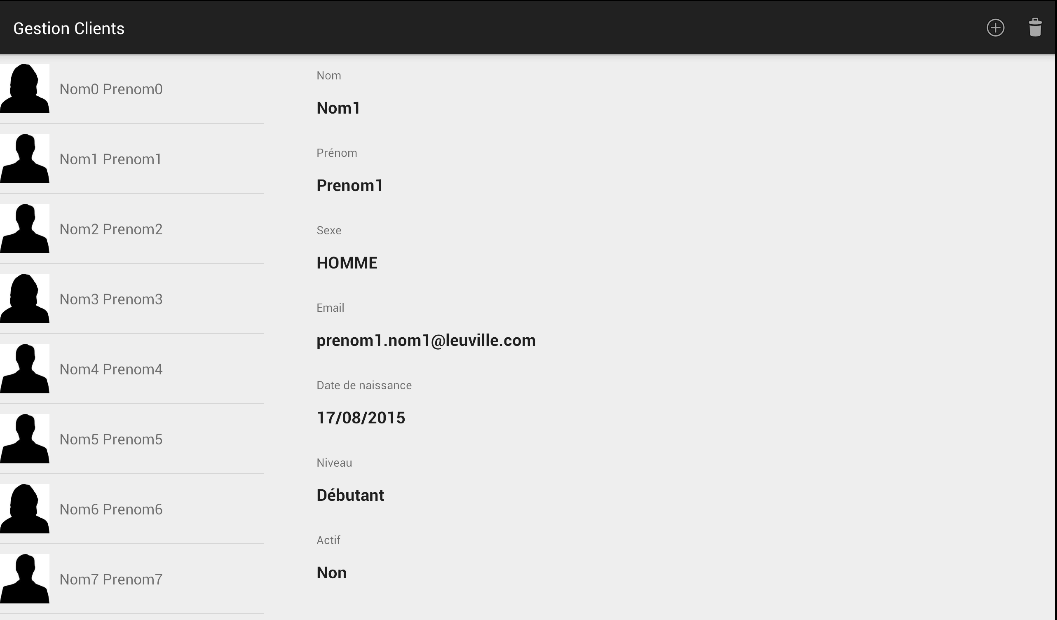 Gestion Clients
Nom0 Prenom0
Nom1 Prenom1
Nom2 Prenom2
Nom3 Prenom3
Nom4 Prenom4
Nom5 Prenom5
Nom6 Prenom6
Nom7 Prenom7
Nom
Nom1
Prénom
Prenom1
Sexe
HOMME
Email
prenom1.nom1@leuville.com
Date de naissance
17/08/2015
Niveau
Débutant
Actif
Non